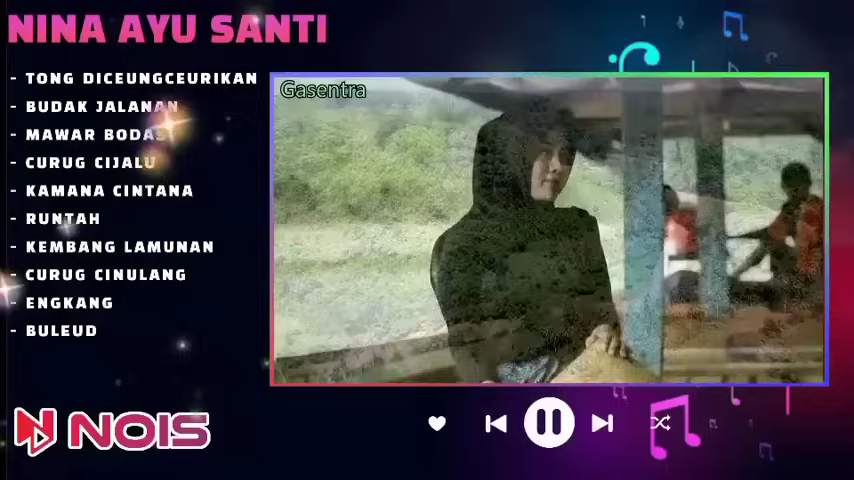 NINA AYU SANTI
- TONG DICEUNGCEURIKAN
- BUDAK JALANAN
- MAWAR BODAS
- CURUG CIJALU
- KAMANA CINTANA
- RUNTAH
- KEMBANG LAMUNAN
- CURUG CINULANG
- ENGKANG
- BULEUD
Gasentra
NOIS